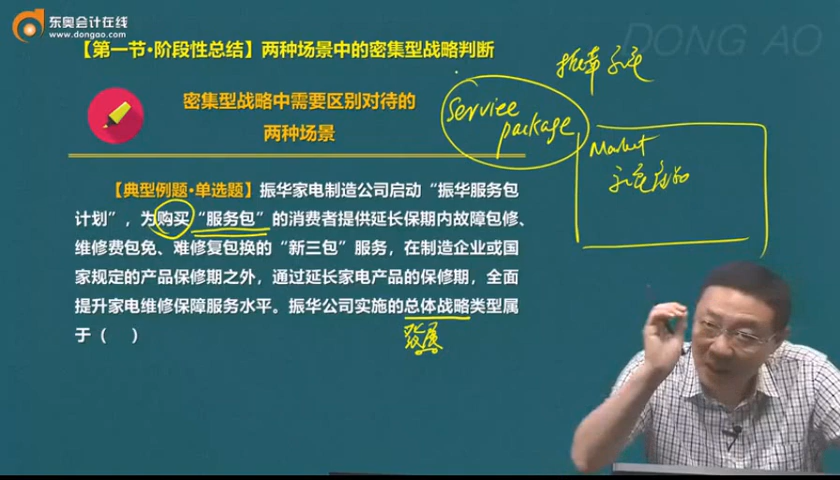 东奥会计在线
www.dongao.com
DONG AO
【第一节·阶段性总结】两种场景中的密集型战略判断
振华家电
密集型战略中需要区别对待的
两种场景
Service
package
Market
家电产品
【典型例题·单选题】振华家电制造公司启动“振华服务包
计划”，为购买“服务包”的消费者提供延长保期内故障包修、
维修费包免、难修复包换的“新三包”服务，在制造企业或国
家规定的产品保修期之外，通过延长家电产品的保修期，全面
提升家电维修保障服务水平。振华公司实施的总体战略类型属
于（ ）
发展